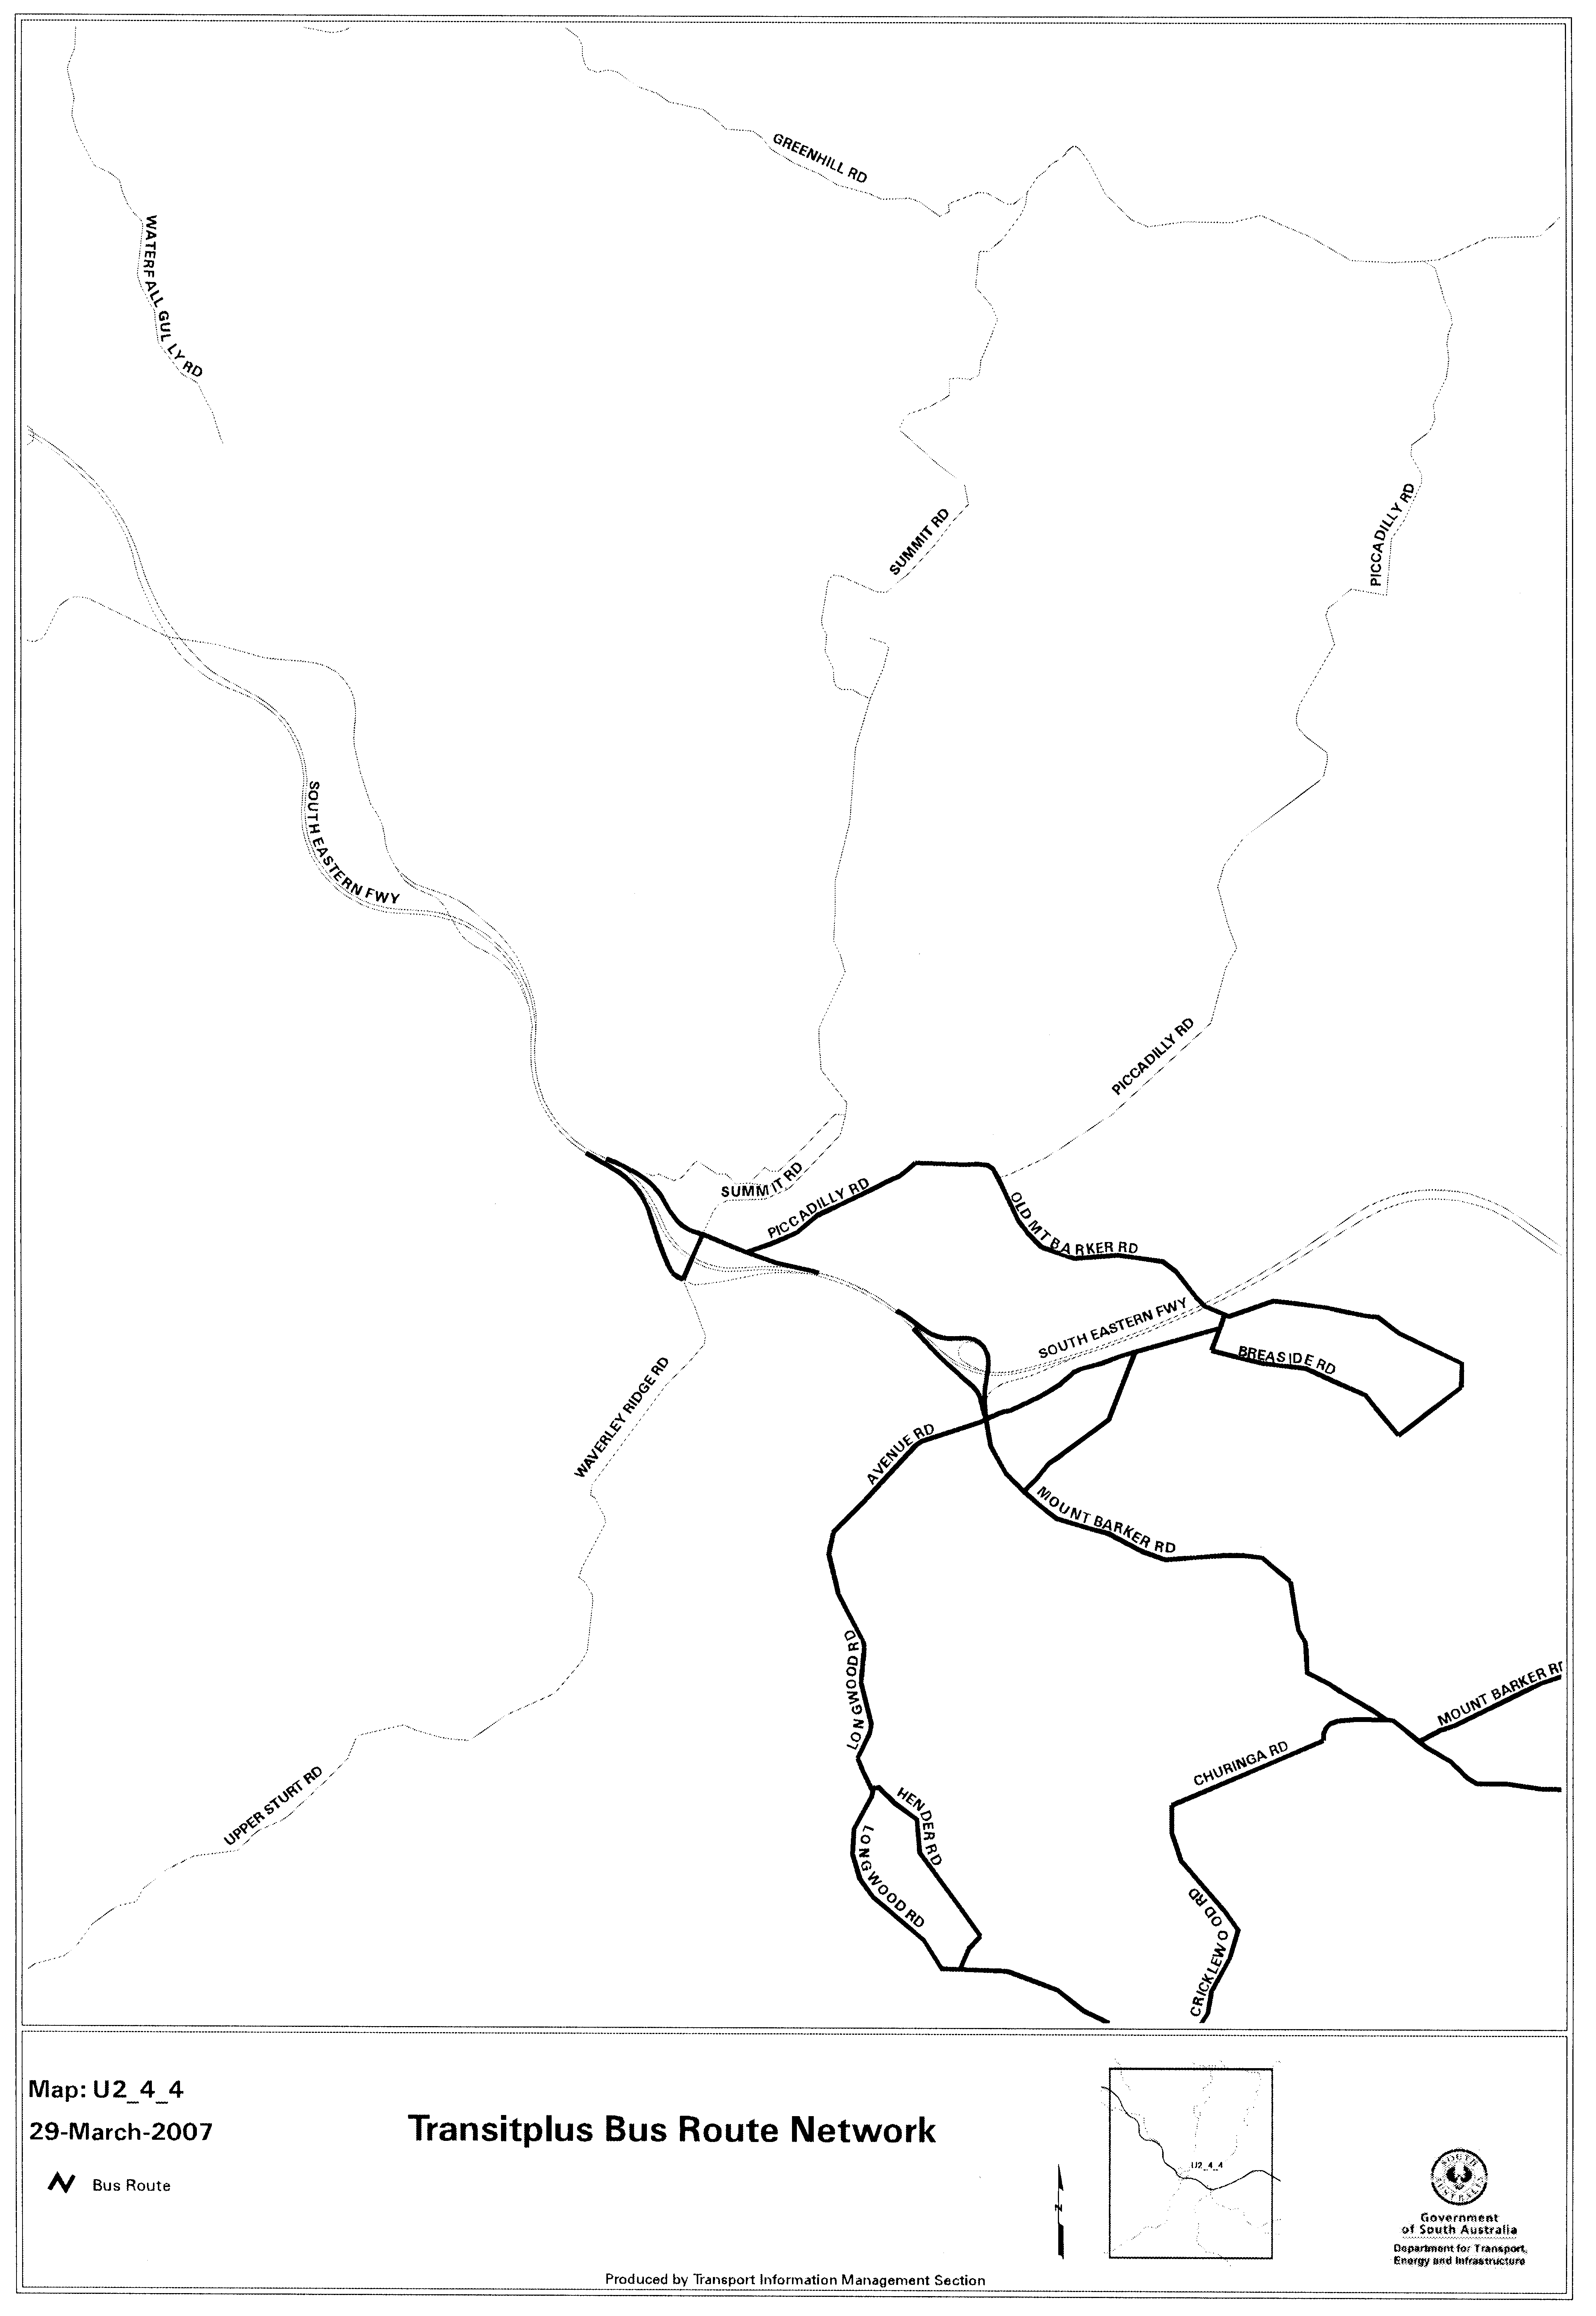 GREENHILL RD
WATERFALL GULLY RD
SUMMIT RD
PICCADILLY RD
SOUTH EASTERN FWY
PICCADILLY RD
SUMMIT RD
PICCADILLY RD
OLD MT BARKER RD
SOUTH EASTERN FWY
BREASIDE RD
WAVERLEY RIDGE RD
AVENUE RD
MOUNT BARKER RD
LONGWOOD RD
MOUNT BARKER RD
CHURINGA RD
UPPER STURT RD
HENDER RD
LONGWOOD RD
CRICKLEWOOD RD
Map: U2_4_4
29-March-2007
Bus Route
Transitplus Bus Route Network
N
U2_4_4
SOUTH
AUSTRALIA
Government
of South Australia
Department for Transport,
Energy and Infrastructure
Produced by Transport Information Management Section